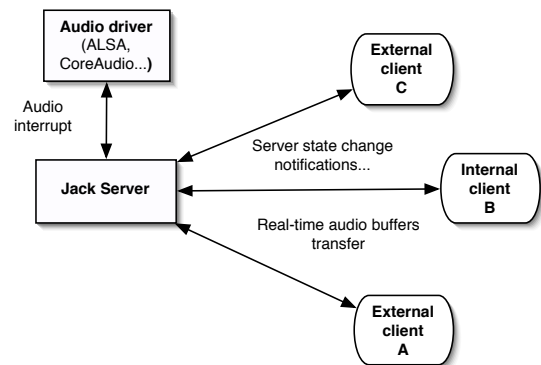 Audio driver
(ALSA,
CoreAudio...)
Audio
interrupt
Jack Server
External
client
C
Server state change
notifications...
Internal
client
B
Real-time audio buffers
transfer
External
client
A